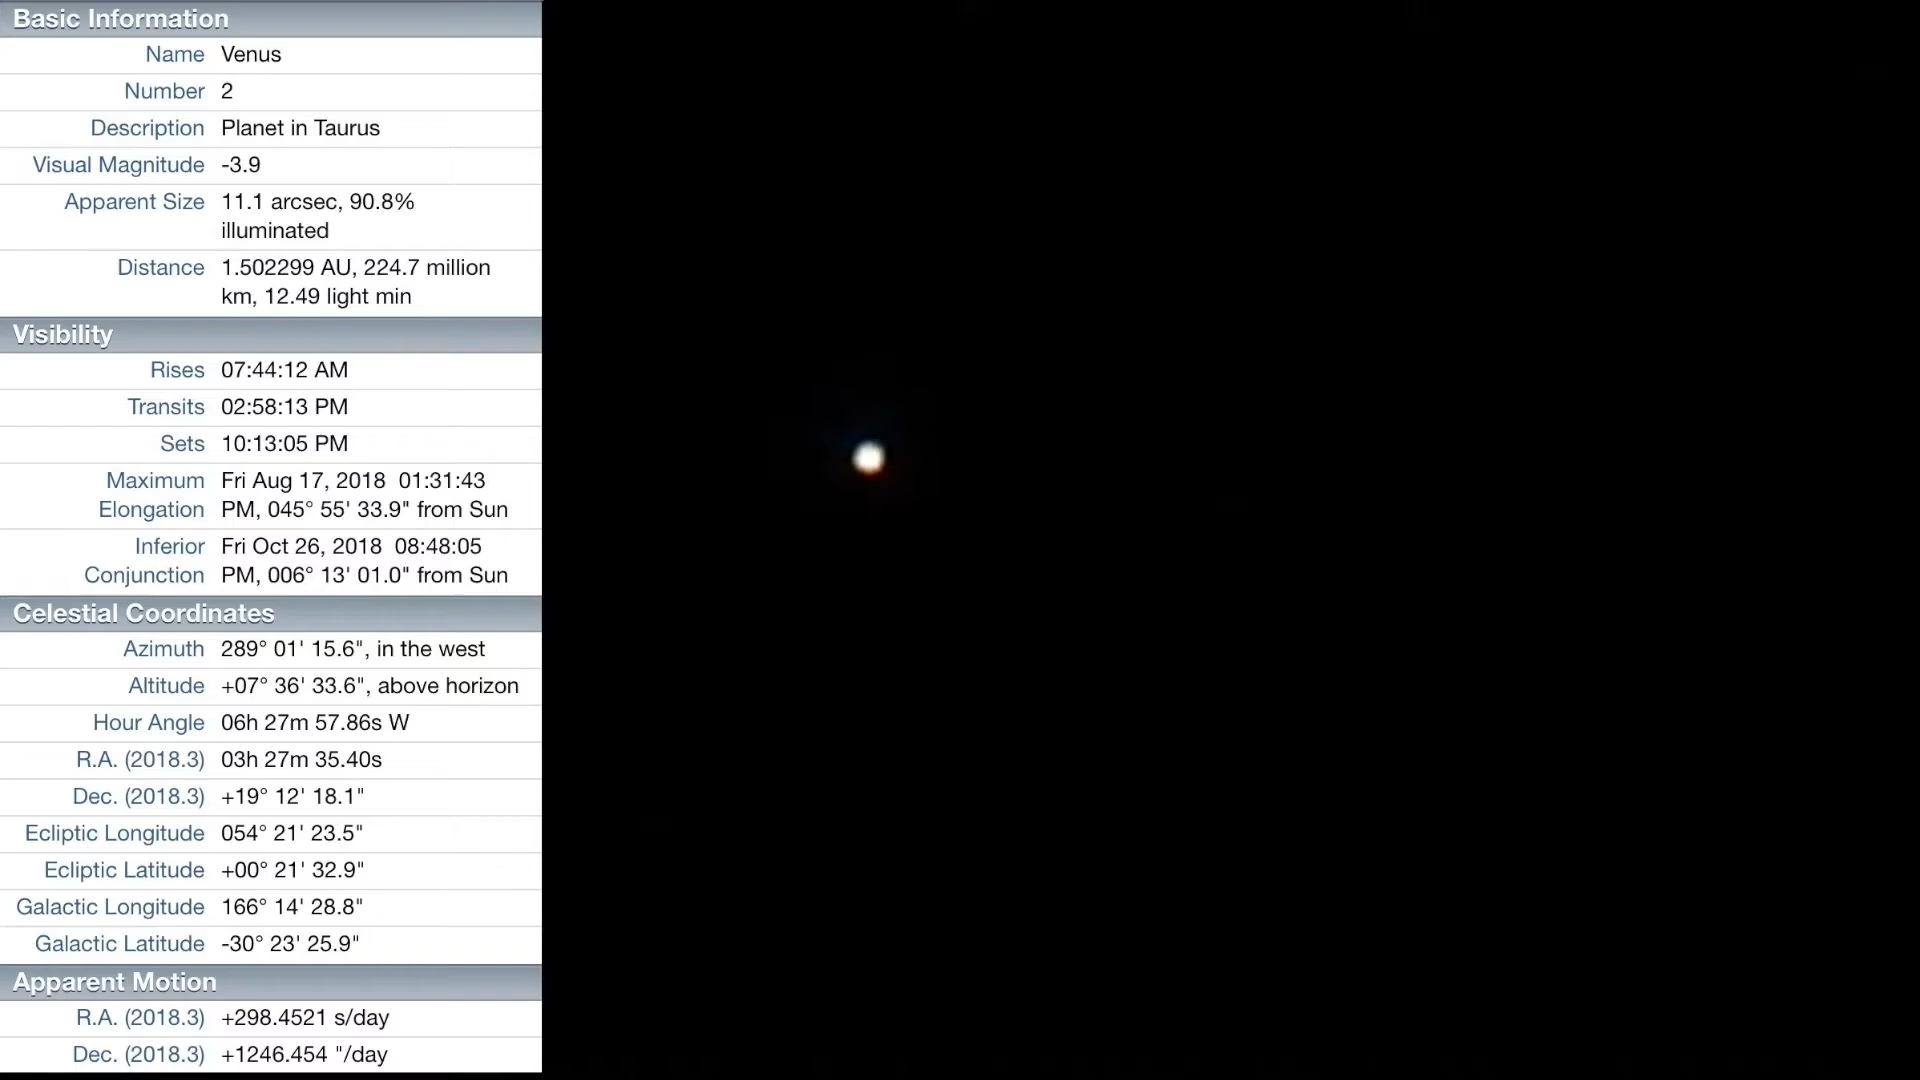 Basic Information
Name Venus
Number 2
Description Planet in Taurus
Visual Magnitude -3.9
Apparent Size 11.1 arcsec, 90.8%
illuminated
Distance 1.502299 AU, 224.7 million
km, 12.49 light min
Visibility
Rises 07:44:12 AM
Transits 02:58:13 PM
Sets 10:13:05 PM
Maximum Fri Aug 17, 2018 01:31:43
Elongation PM, 045° 55' 33.9" from Sun
Inferior Fri Oct 26, 2018 08:48:05
Conjunction PM, 006° 13' 01.0" from Sun
Celestial Coordinates
Azimuth 289° 01' 15.6", in the west
Altitude +07° 36' 33.6", above horizon
Hour Angle 06h 27m 57.86s W
R.A. (2018.3) 03h 27m 35.40s
Dec. (2018.3) +19° 12' 18.1"
Ecliptic Longitude 054° 21' 23.5"
Ecliptic Latitude +00° 21' 32.9"
Galactic Longitude 166° 14' 28.8"
Galactic Latitude -30° 23' 25.9"
Apparent Motion
R.A. (2018.3) +298.4521 s/day
Dec. (2018.3) +1246.454 "/day